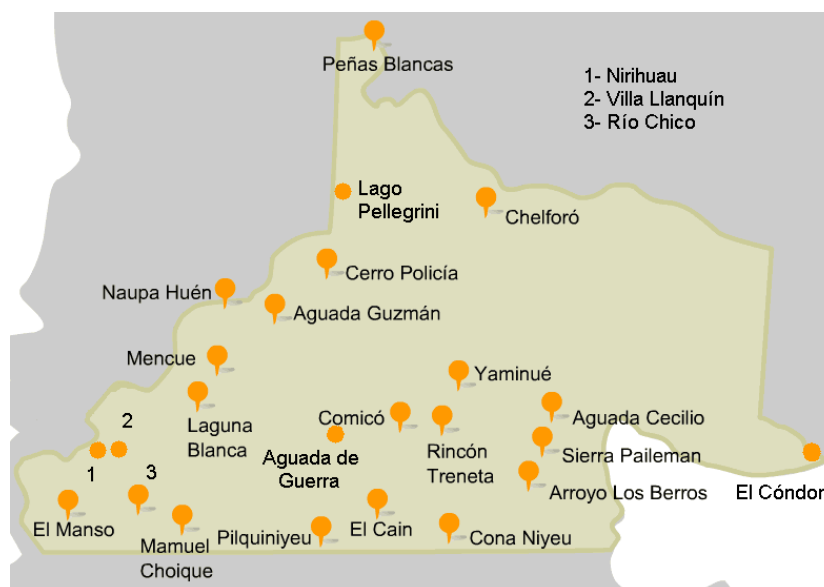 Peñas Blancas
1- Nirihuau
2- Villa Llanquín
3- Río Chico
Lago
Pellegrini
Chelforó
Cerro Policía
Naupa Huén
Aguada Guzmán
Mencue
Yaminué
Laguna
Blanca
2
Comicó
Aguada Cecilio
Rincón
Treneta
Sierra Paileman
Aguada de
Guerra
1
3
Arroyo Los Berros
El Cóndor
El Manso
Mamuel
Choique
Pilquiniyeu
El Cain
Cona Niyeu